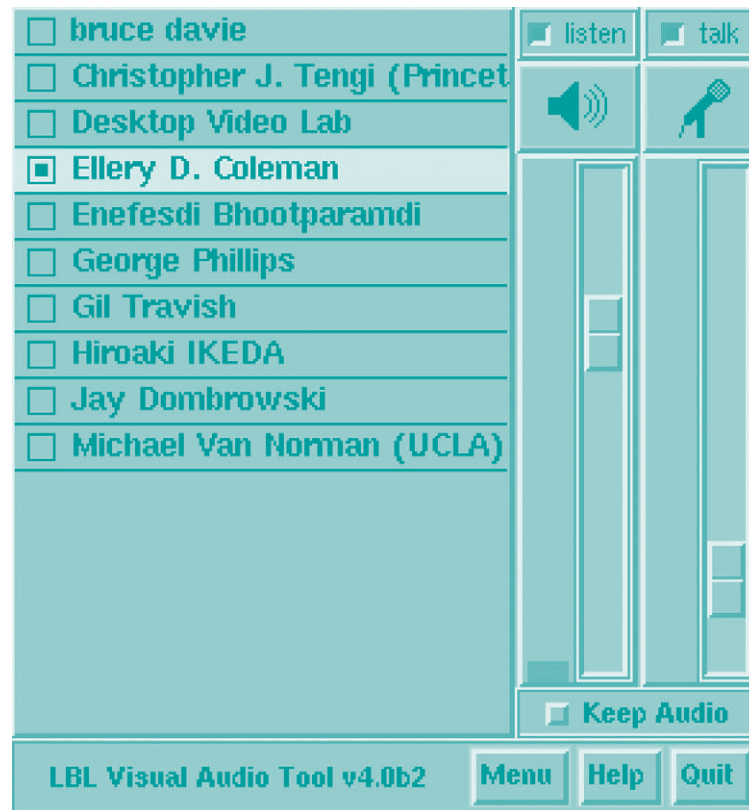 bruce davie
Christopher J. Tengi (Princet
Desktop Video Lab
Ellery D. Coleman
Enefesdi Bhootparamdi
George Phillips
Gil Travish
Hiroaki IKEDA
Jay Dombrowski
Michael Van Norman (UCLA)
listen talk
Keep Audio
LBL Visual Audio Tool v4.0b2 Menu Help Quit